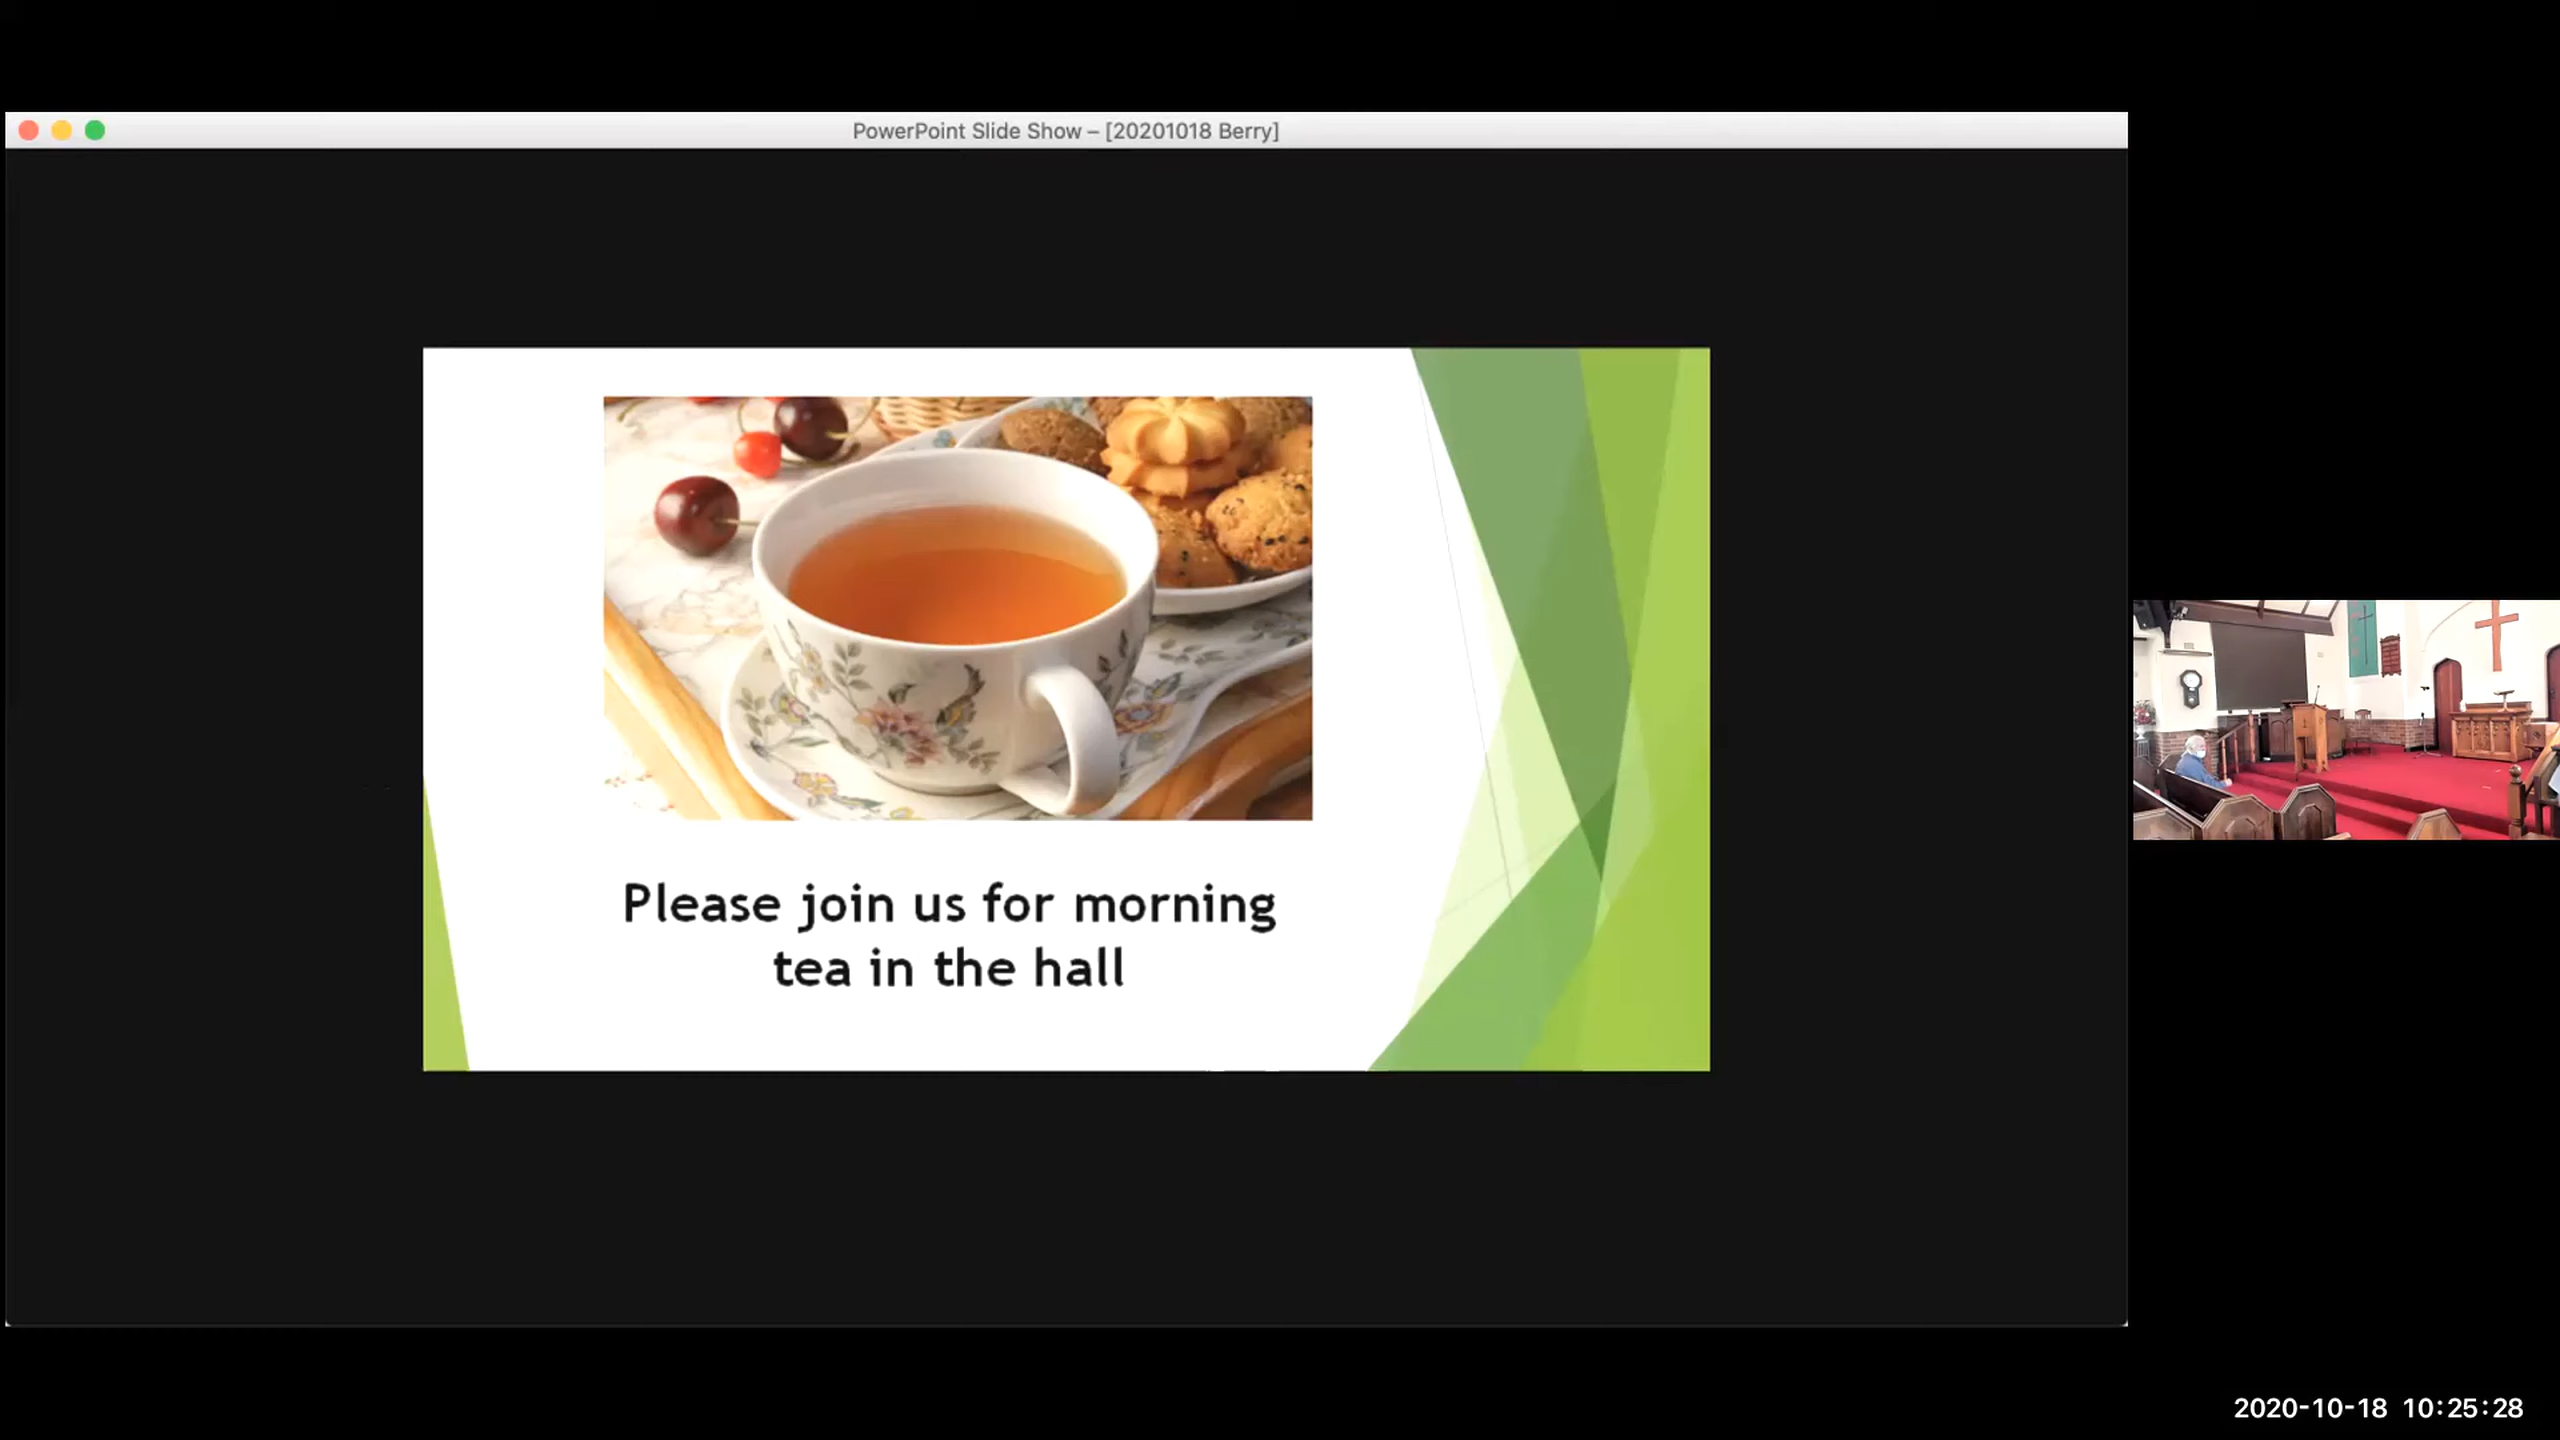 PowerPoint Slide Show – [20201018 Berry]
Please join us for morning
tea in the hall
2020-10-18 10:25:28